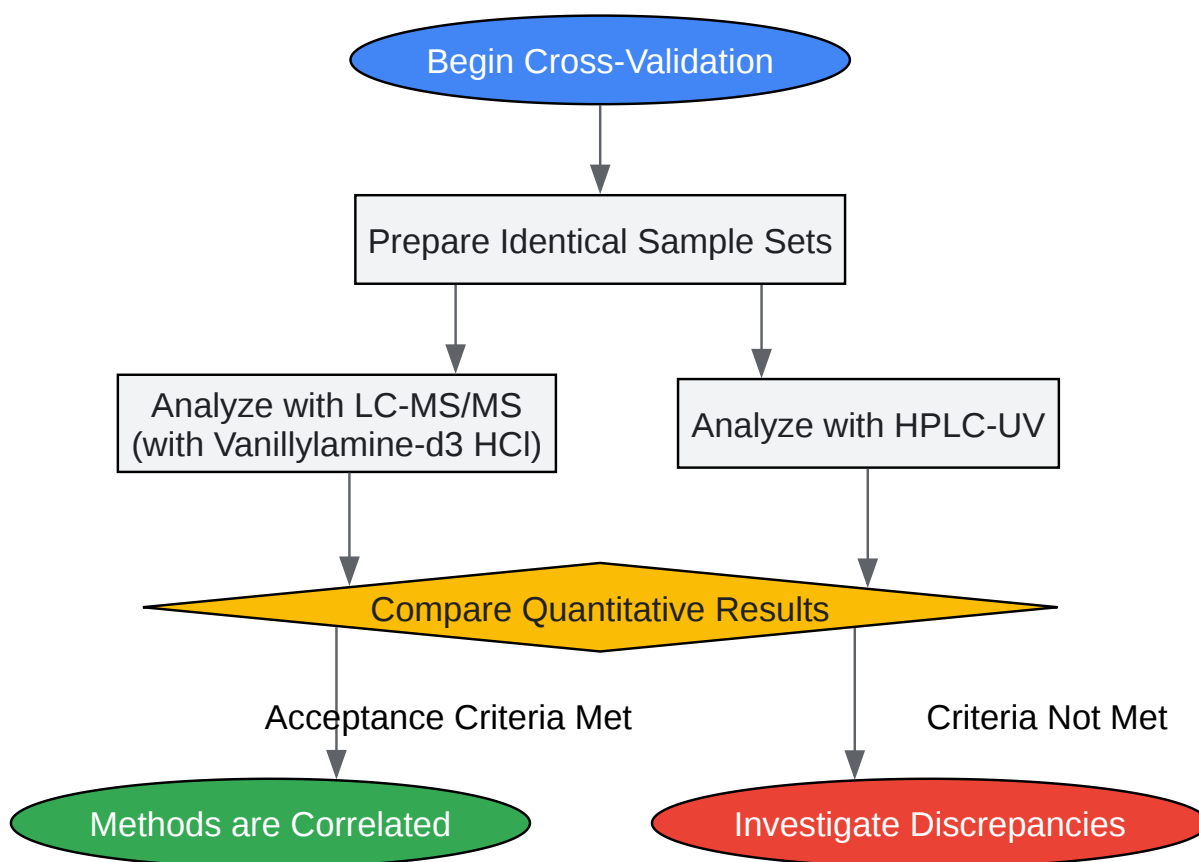 Begin Cross-Validation
Prepare Identical Sample Sets
Analyze with LC-MS/MS
(with Vanillylamine-d3 HCl)
Analyze with HPLC-UV
Compare Quantitative Results
Acceptance Criteria Met
Criteria Not Met
Methods are Correlated
Investigate Discrepancies